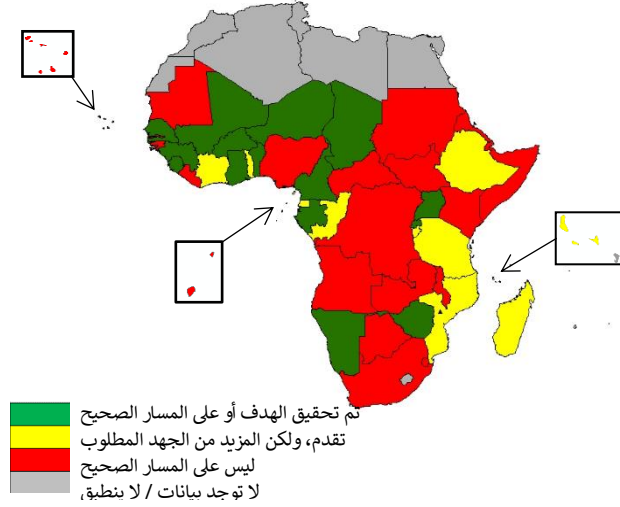 تم تحقيق الهدف أو على المسار الصحيح
تقدم، ولكن المزيد من الجهد المطلوب
ليس على المسار الصحيح
لا توجد بيانات / لا ينطبق